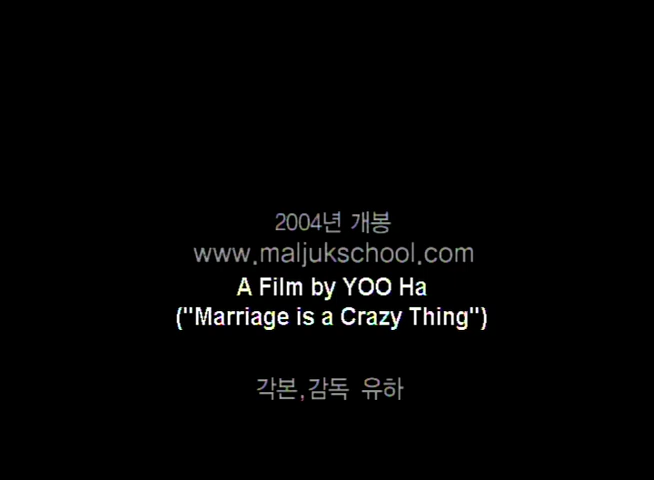 2004년 개봉
www.maljukschool.com
A Film by YOO Ha
("Marriage is a Crazy Thing")
각본,감독 유하